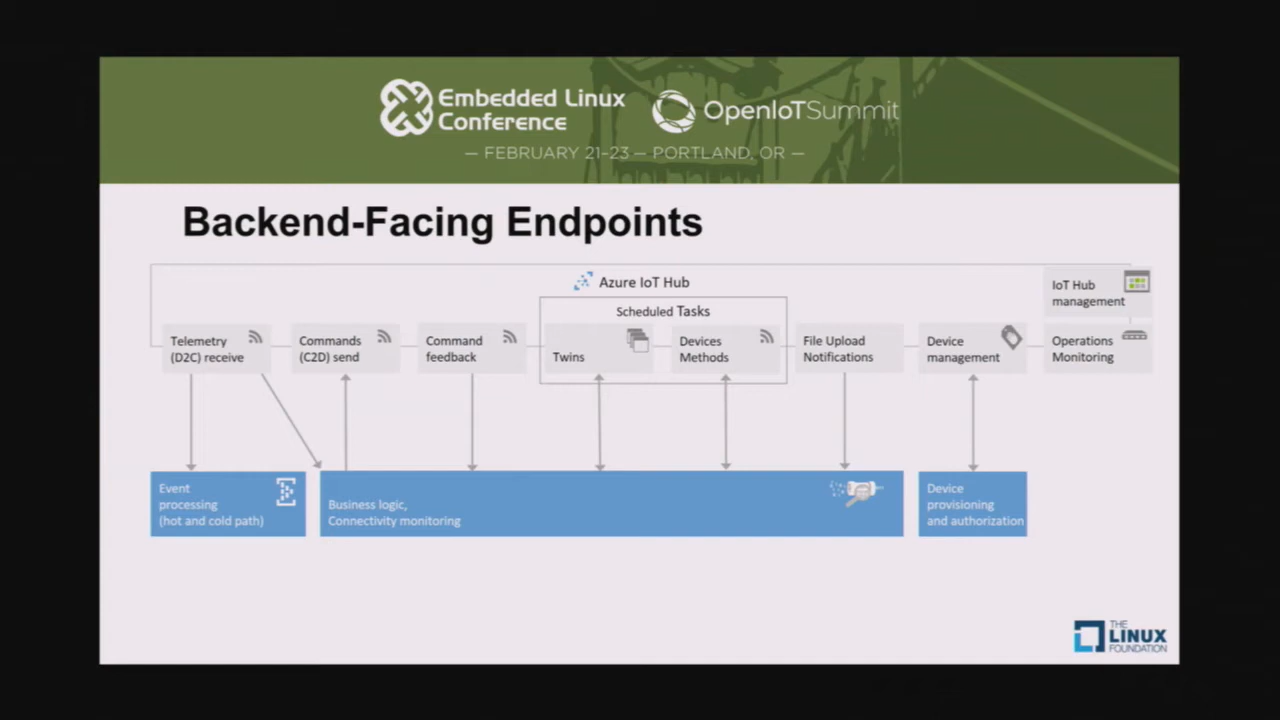 Embedded Linux
Conference
OpenIoTSummit
— FEBRUARY 21-23 — PORTLAND, OR —
Backend-Facing Endpoints
Azure IoT Hub
IoT Hub
management
Scheduled Tasks
Telemetry
(D2C) receive
Commands
(C2D) send
Command
feedback
Twins
Devices
Methods
File Upload
Notifications
Device
management
Operations
Monitoring
Event
processing
(hot and cold path)
Business logic,
Connectivity monitoring
Device
provisioning
and authorization
THE
LINUX
FOUNDATION